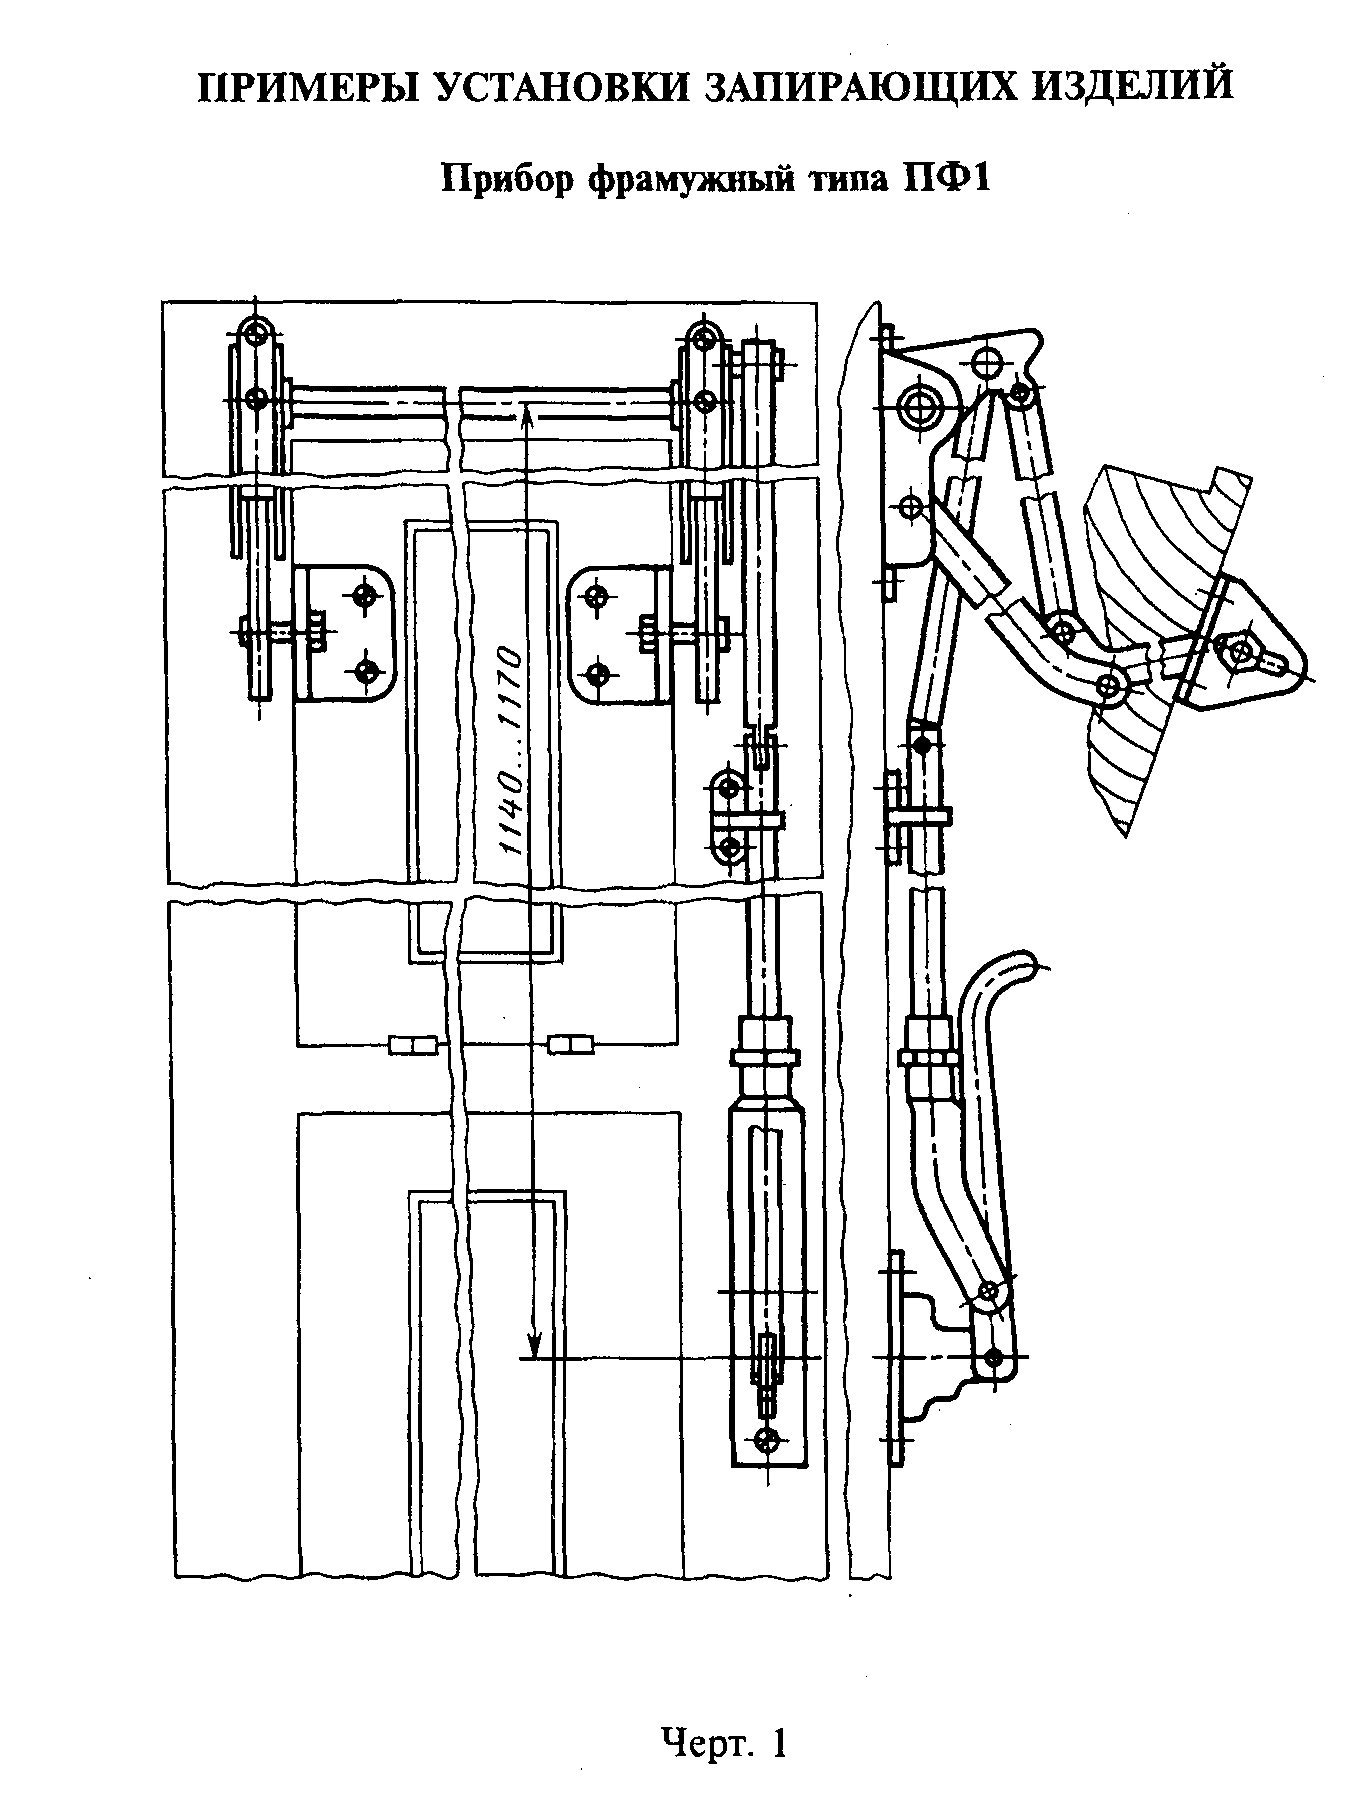 ПРИМЕРЫ УСТАНОВКИ ЗАПИРАЮЩИХ ИЗДЕЛИЙ
Прибор фрамужный типа ПФ1
1140...1170
Черт. 1